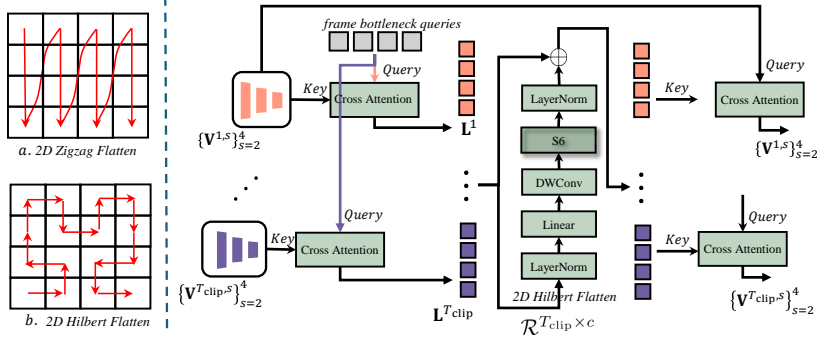 a. 2D Zigzag Flatten
b. 2D Hilbert Flatten
frame bottleneck queries
Query
Key
Cross Attention
{V^{1,s}}_{s=2}^4
L^1
Query
Key
Cross Attention
{V^{T_clip,s}}_{s=2}^4
L^{T_clip}
LayerNorm
S6
DWConv
Linear
LayerNorm
2D Hilbert Flatten
R^{T_clip×c}
Query
Key
Cross Attention
{V^{1,s}}_{s=2}^4
Query
Key
Cross Attention
{V^{T_clip,s}}_{s=2}^4